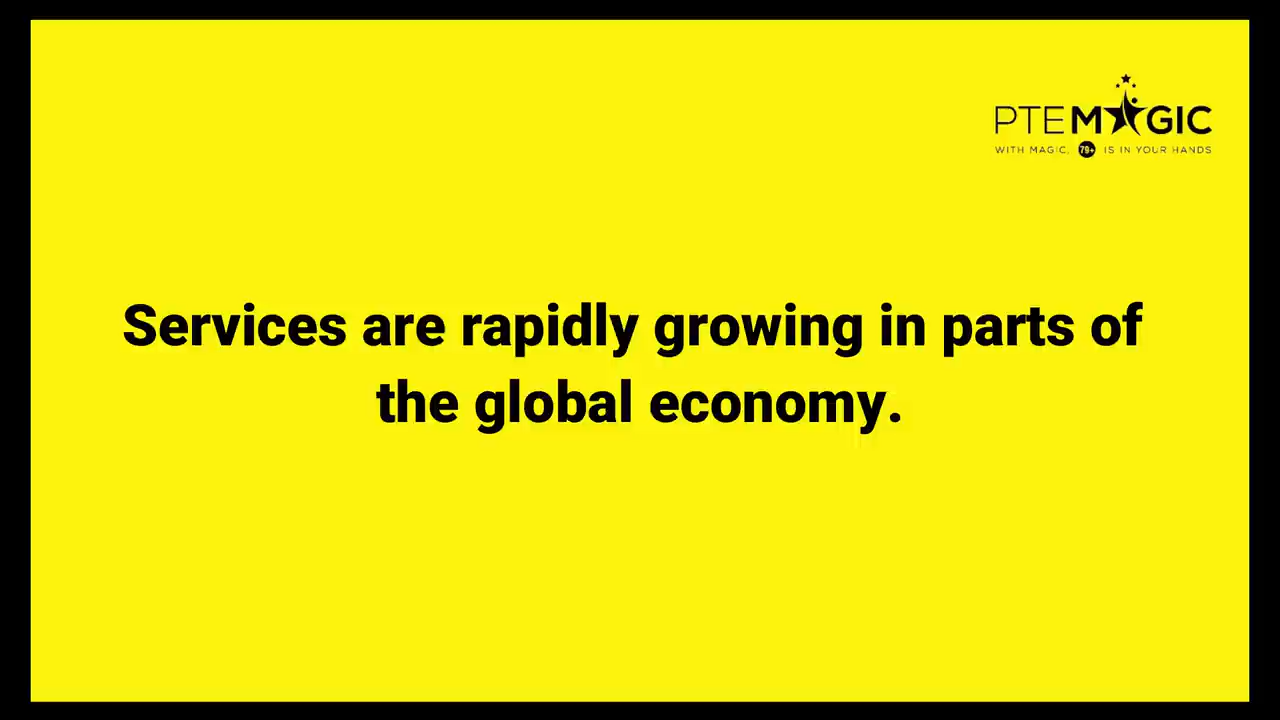 PTEMAGIC
WITH MAGIC, 79+ IS IN YOUR HANDS
Services are rapidly growing in parts of
the global economy.